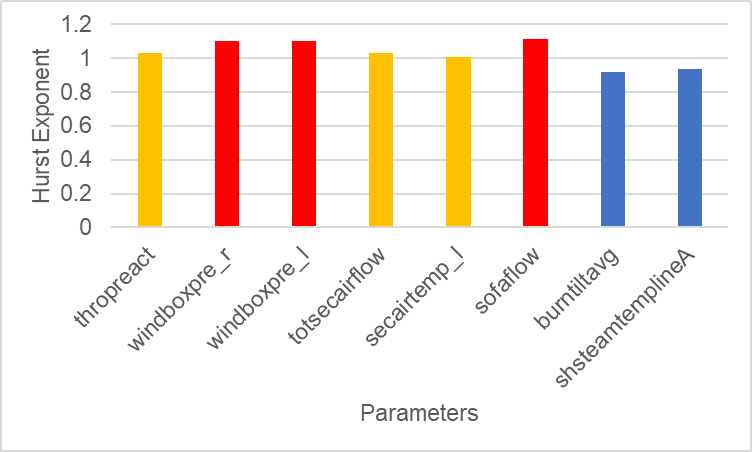 1.2
1
0.8
0.6
0.4
0.2
0
Hurst Exponent
thropreact
windboxpre_r
windboxpre_l
totsecairflow
secairtemp_l
sofaflow
burntiltavg
shsteamtemplineA
Parameters